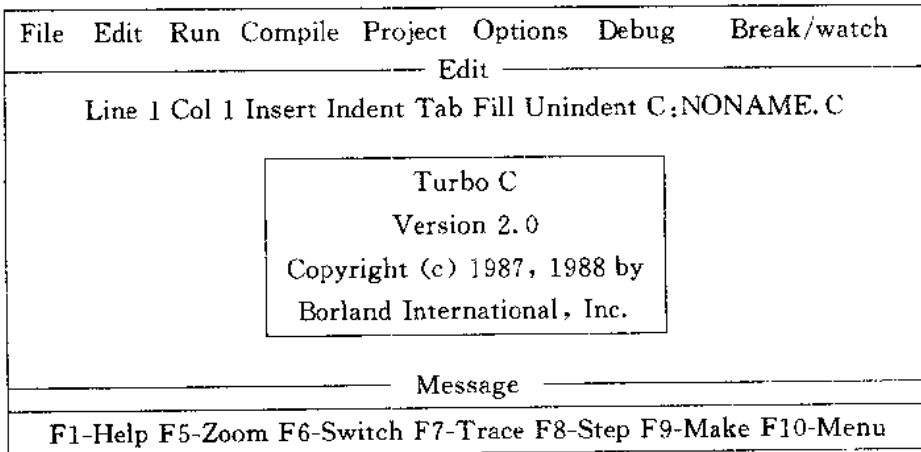 File Edit Run Compile Project Options Debug Break/watch
Edit
Line 1 Col 1 Insert Indent Tab Fill Unindent C:NONAME.C
Turbo C
Version 2.0
Copyright (c) 1987, 1988 by
Borland International, Inc.
Message
F1-Help F5-Zoom F6-Switch F7-Trace F8-Step F9-Make F10-Menu